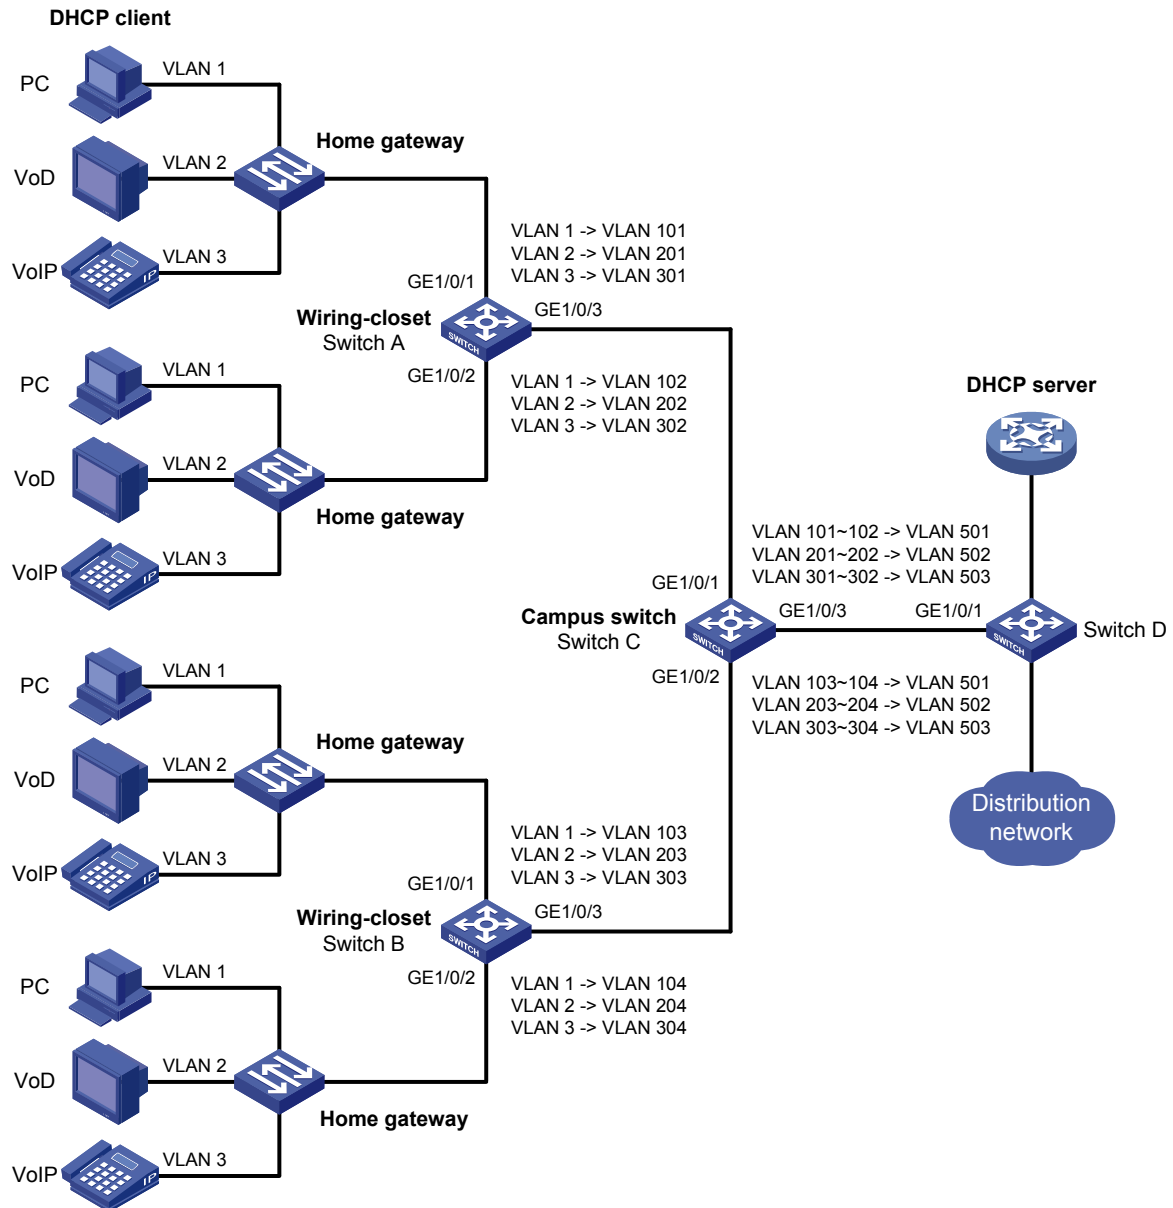 DHCP client
PC
VLAN 1
VoD
VLAN 2
Home gateway
VoIP
VLAN 3
IP
VLAN 1 -> VLAN 101
VLAN 2 -> VLAN 201
VLAN 3 -> VLAN 301
GE1/0/1
Wiring-closet
Switch A
SWITCH
GE1/0/3
GE1/0/2
VLAN 1 -> VLAN 102
VLAN 2 -> VLAN 202
VLAN 3 -> VLAN 302
PC
VLAN 1
VoD
VLAN 2
Home gateway
VoIP
VLAN 3
IP
DHCP server
VLAN 101~102 -> VLAN 501
VLAN 201~202 -> VLAN 502
VLAN 301~302 -> VLAN 503
GE1/0/1
Campus switch
Switch C
SWITCH
GE1/0/3
GE1/0/1
SWITCH
Switch D
GE1/0/2
VLAN 103~104 -> VLAN 501
VLAN 203~204 -> VLAN 502
VLAN 303~304 -> VLAN 503
Distribution
network
PC
VLAN 1
Home gateway
VoD
VLAN 2
VoIP
VLAN 3
IP
VLAN 1 -> VLAN 103
VLAN 2 -> VLAN 203
VLAN 3 -> VLAN 303
GE1/0/1
Wiring-closet
Switch B
SWITCH
GE1/0/3
GE1/0/2
VLAN 1 -> VLAN 104
VLAN 2 -> VLAN 204
VLAN 3 -> VLAN 304
PC
VLAN 1
VoD
VLAN 2
Home gateway
VoIP
VLAN 3
IP